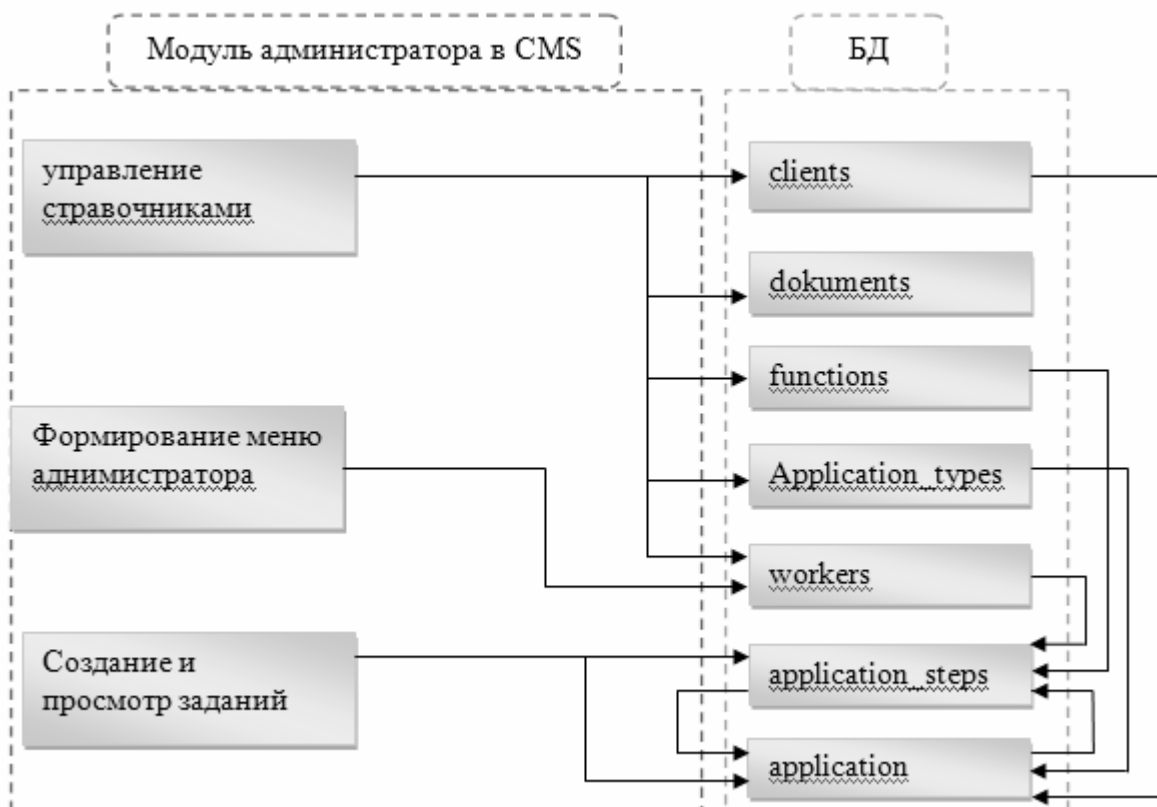 Модуль администратора в CMS
БД
управление
стравочниками
clients
dokuments
functions
Формирование меню
аднимистратора
Application_types
workers
Создание и
просмотр заданий
application_steps
application